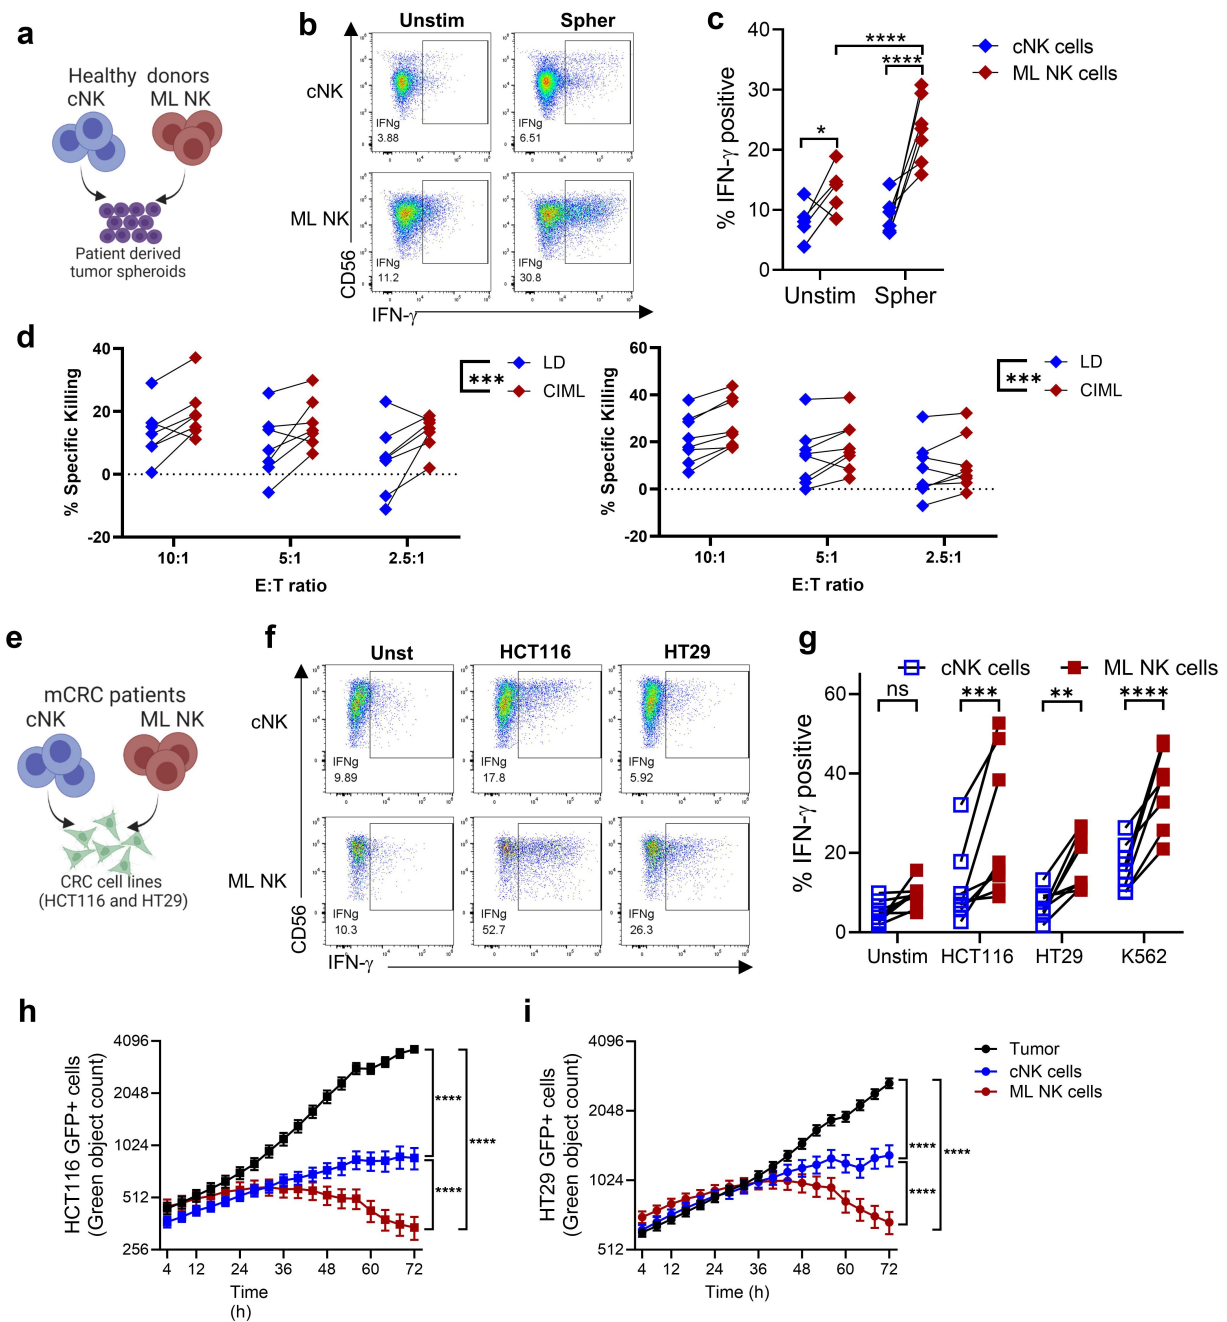 a
Healthy donors
cNK ML NK
Patient derived
tumor spheroids
b
Unstim Spher
cNK
IFNg
3.88
IFNg
6.51
ML NK
IFNg
11.2
IFNg
30.8
CD56
IFN-γ
c
% IFN-γ positive
40
30
20
10
0
*
****
****
Unstim Spher
cNK cells
ML NK cells
d
% Specific Killing
40
20
0
-20
10:1 5:1 2.5:1
E:T ratio
LD
***
CIML
% Specific Killing
60
40
20
0
-20
10:1 5:1 2.5:1
E:T ratio
LD
***
CIML
e
mCRC patients
cNK ML NK
CRC cell lines
(HCT116 and HT29)
f
Unst HCT116 HT29
cNK
IFNg
9.89
IFNg
17.8
IFNg
5.92
ML NK
IFNg
10.3
IFNg
52.7
IFNg
26.3
CD56
IFN-γ
g
cNK cells ML NK cells
% IFN-γ positive
60
40
20
0
ns *** ** ****
Unstim HCT116 HT29 K562
h
HCT116 GFP+ cells
(Green object count)
4096
2048
1024
512
256
4 12 24 36 48 60 72
Time
(h)
****
****
****
i
HT29 GFP+ cells
(Green object count)
4096
2048
1024
512
4 12 24 36 48 60 72
Time (h)
****
****
****
Tumor
cNK cells
ML NK cells